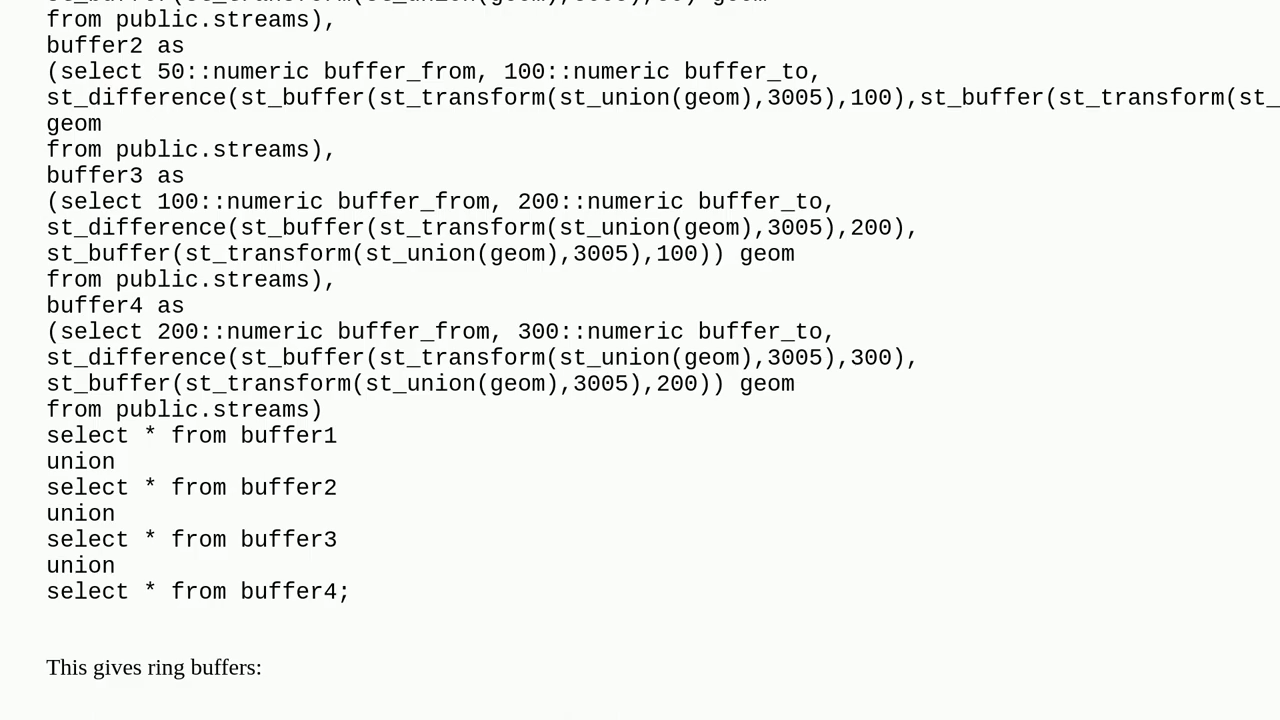 from public.streams),
buffer2 as
(select 50::numeric buffer_from, 100::numeric buffer_to,
st_difference(st_buffer(st_transform(st_union(geom),3005),100),st_buffer(st_transform(st_
geom
from public.streams),
buffer3 as
(select 100::numeric buffer_from, 200::numeric buffer_to,
st_difference(st_buffer(st_transform(st_union(geom),3005),200),
st_buffer(st_transform(st_union(geom),3005),100)) geom
from public.streams),
buffer4 as
(select 200::numeric buffer_from, 300::numeric buffer_to,
st_difference(st_buffer(st_transform(st_union(geom),3005),300),
st_buffer(st_transform(st_union(geom),3005),200)) geom
from public.streams)
select * from buffer1
union
select * from buffer2
union
select * from buffer3
union
select * from buffer4;
This gives ring buffers: